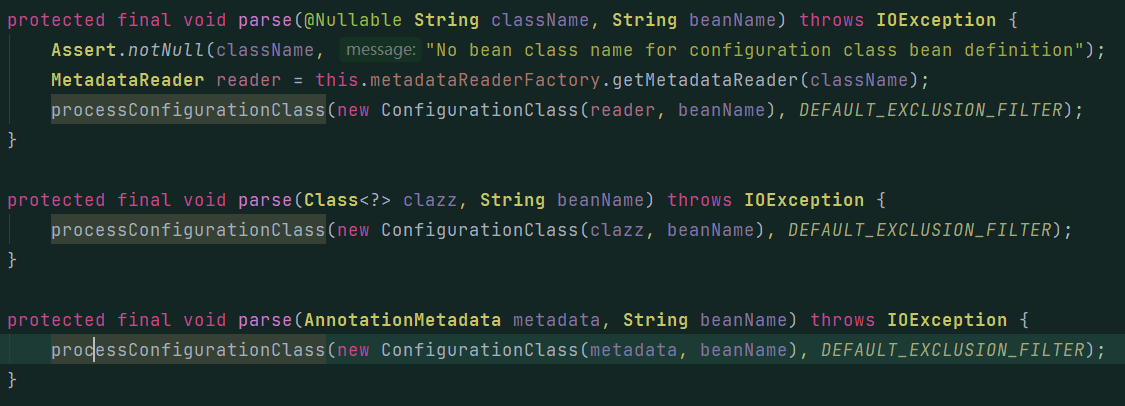 protected final void parse(@Nullable String className, String beanName) throws IOException {
    Assert.notNull(className, message: "No bean class name for configuration class bean definition");
    MetadataReader reader = this.metadataReaderFactory.getMetadataReader(className);
    processConfigurationClass(new ConfigurationClass(reader, beanName), DEFAULT_EXCLUSION_FILTER);
}
protected final void parse(Class<?> clazz, String beanName) throws IOException {
    processConfigurationClass(new ConfigurationClass(clazz, beanName), DEFAULT_EXCLUSION_FILTER);
}
protected final void parse(AnnotationMetadata metadata, String beanName) throws IOException {
    processConfigurationClass(new ConfigurationClass(metadata, beanName), DEFAULT_EXCLUSION_FILTER);
}